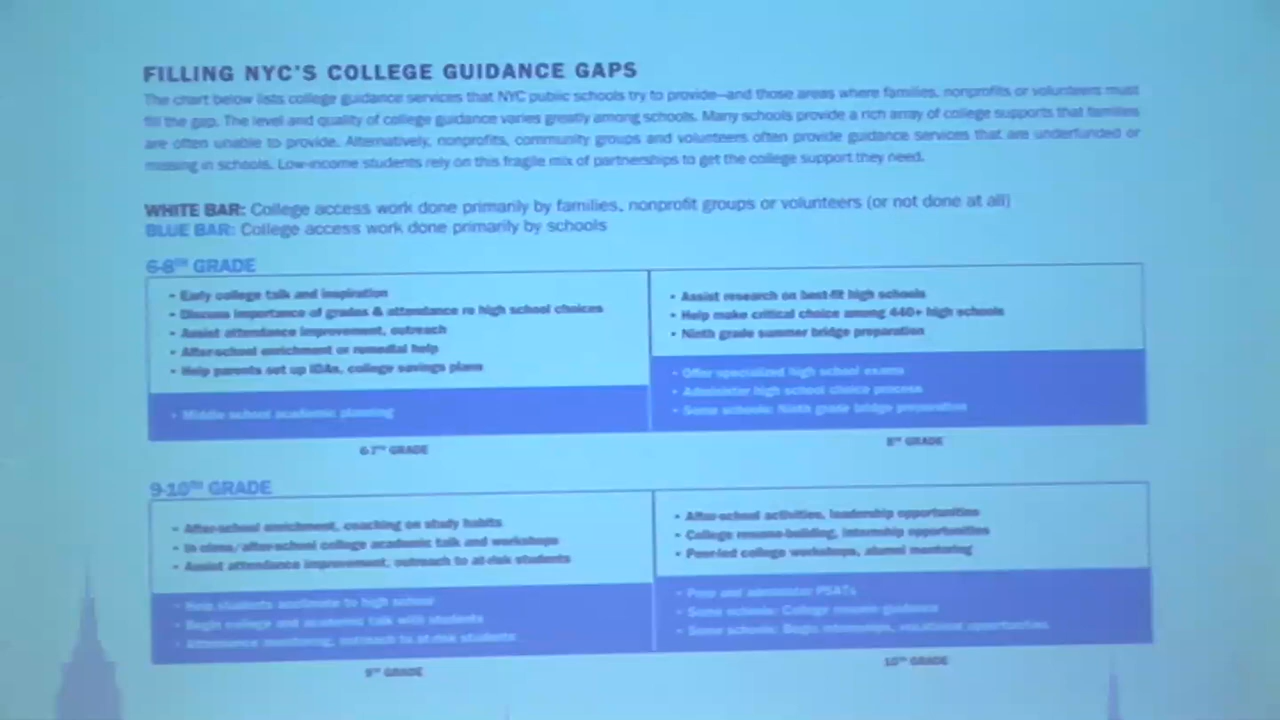 FILLING NYC'S COLLEGE GUIDANCE GAPS
The chart below lists college guidance services that NYC public schools try to provide—and those areas where families, nonprofits or volunteers must
fill the gap. The level and quality of college guidance varies greatly among schools. Many schools provide a rich array of college supports that families
are often unable to provide. Alternatively, nonprofits, community groups and volunteers often provide guidance services that are underfunded or
missing in schools. Low-income students rely on this fragile mix of partnerships to get the college support they need.
WHITE BAR: College access work done primarily by families, nonprofit groups or volunteers (or not done at all)
BLUE BAR: College access work done primarily by schools
6-8TH GRADE
• Early college talk and inspiration
• Discuss importance of grades & attendance re high school choices
• Assist attendance improvement, outreach
• After-school enrichment or remedial help
• Help parents set up IDAs, college savings plans
• Middle school academic planning
6-7TH GRADE
• Assist research on best-fit high schools
• Help make critical choice among 440+ high schools
• Ninth grade summer bridge preparation
• Offer specialized high school exams
• Administer high school choice process
• Some schools: Ninth grade bridge preparation
8TH GRADE
9-10TH GRADE
• After-school enrichment, coaching on study habits
• In class/after-school college academic talk and workshops
• Assist attendance improvement, outreach to at-risk students
• Help students acclimate to high school
• Begin college and academic talk with students
• Attendance monitoring, outreach to at-risk students
9TH GRADE
• After-school activities, leadership opportunities
• College resume-building, internship opportunities
• Peer-led college workshops, alumni mentoring
• Prep and administer PSATs
• Some schools: College resume guidance
• Some schools: Begin internships, vocational opportunities
10TH GRADE